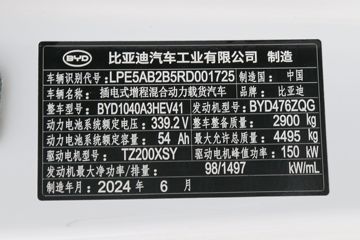 BYD 比亚迪汽车工业有限公司 制造
车辆识别代号: LPE5AB2B5RD001725 制造国: 中国
车辆名称: 插电式增程混合动力载货汽车 品牌: 比亚迪
整车型号: BYD1040A3HEV41 发动机型号: BYD476ZQG
动力电池系统额定电压: 339.2 V 整车整备质量: 2900 kg
动力电池系统额定容量: 54 Ah 最大允许总质量: 4495 kg
驱动电机型号: TZ200XSY 驱动电机峰值功率: 150 kW
发动机最大净功率/排量: 98/1497 kW/mL
制造年月: 2024 年 6 月